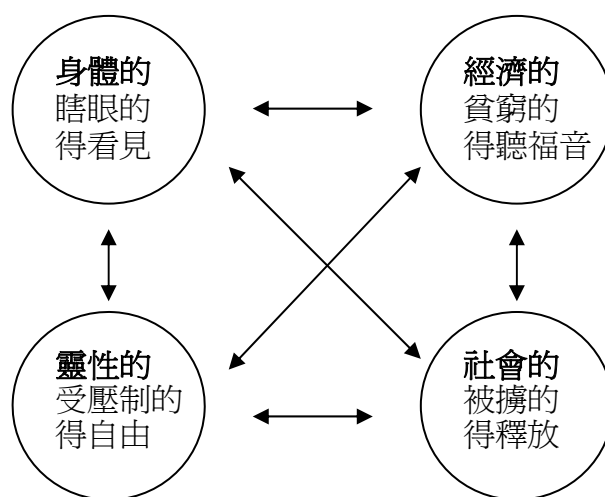 身體的
瞎眼的
得看見
經濟的
貧窮的
得聽福音
靈性的
受壓制的
得自由
社會的
被擄的
得釋放